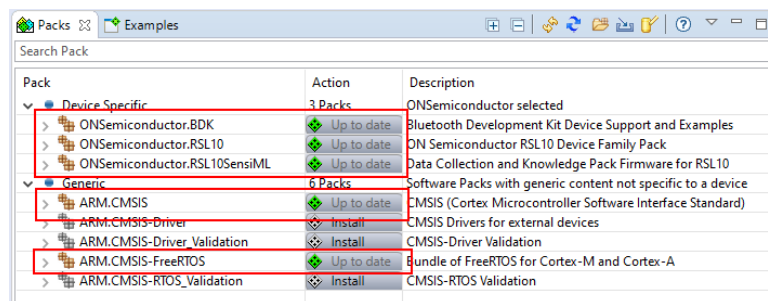 Packs Examples
Search Pack
Pack Action Description
Device Specific 3 Packs ONSemiconductor selected
ONSemiconductor.BDK Up to date Bluetooth Development Kit Device Support and Examples
ONSemiconductor.RSL10 Up to date ON Semiconductor RSL10 Device Family Pack
ONSemiconductor.RSL10SensiML Up to date Data Collection and Knowledge Pack Firmware for RSL10
Generic 6 Packs Software Packs with generic content not specific to a device
ARM.CMSIS Up to date CMSIS (Cortex Microcontroller Software Interface Standard)
ARM.CMSIS-Driver Install CMSIS Drivers for external devices
ARM.CMSIS-Driver_Validation Install CMSIS-Driver Validation
ARM.CMSIS-FreeRTOS Up to date Bundle of FreeRTOS for Cortex-M and Cortex-A
ARM.CMSIS-RTOS_Validation Install CMSIS-RTOS Validation